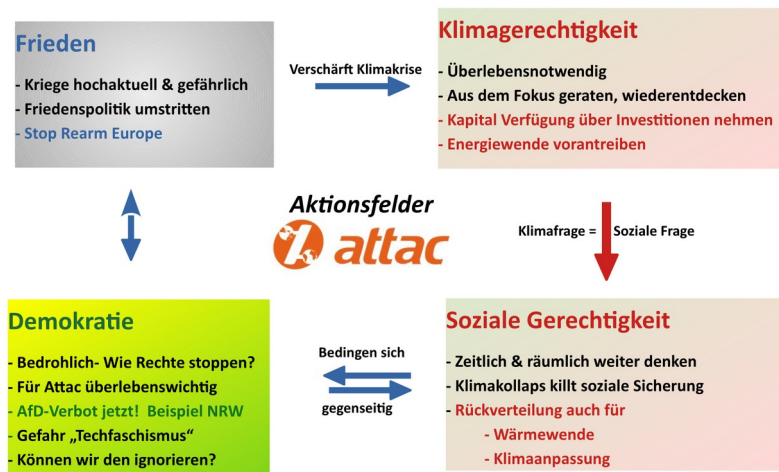 Frieden
- Kriege hochaktuell & gefährlich
- Friedenspolitik umstritten
- Stop Rearm Europe
Verschärft Klimakrise
Klimagerechtigkeit
- Überlebensnotwendig
- Aus dem Fokus geraten, wiederentdecken
- Kapital Verfügung über Investitionen nehmen
- Energiewende vorantreiben
Aktionsfelder
attac
Klimafrage = Soziale Frage
Demokratie
- Bedrohlich- Wie Rechte stoppen?
- Für Attac überlebenswichtig
- AfD-Verbot jetzt! Beispiel NRW
- Gefahr „Techfaschismus“
- Können wir den ignorieren?
Bedingen sich
gegenseitig
Soziale Gerechtigkeit
- Zeitlich & räumlich weiter denken
- Klimakollaps killt soziale Sicherung
- Rückverteilung auch für
- Wärmewende
- Klimaanpassung